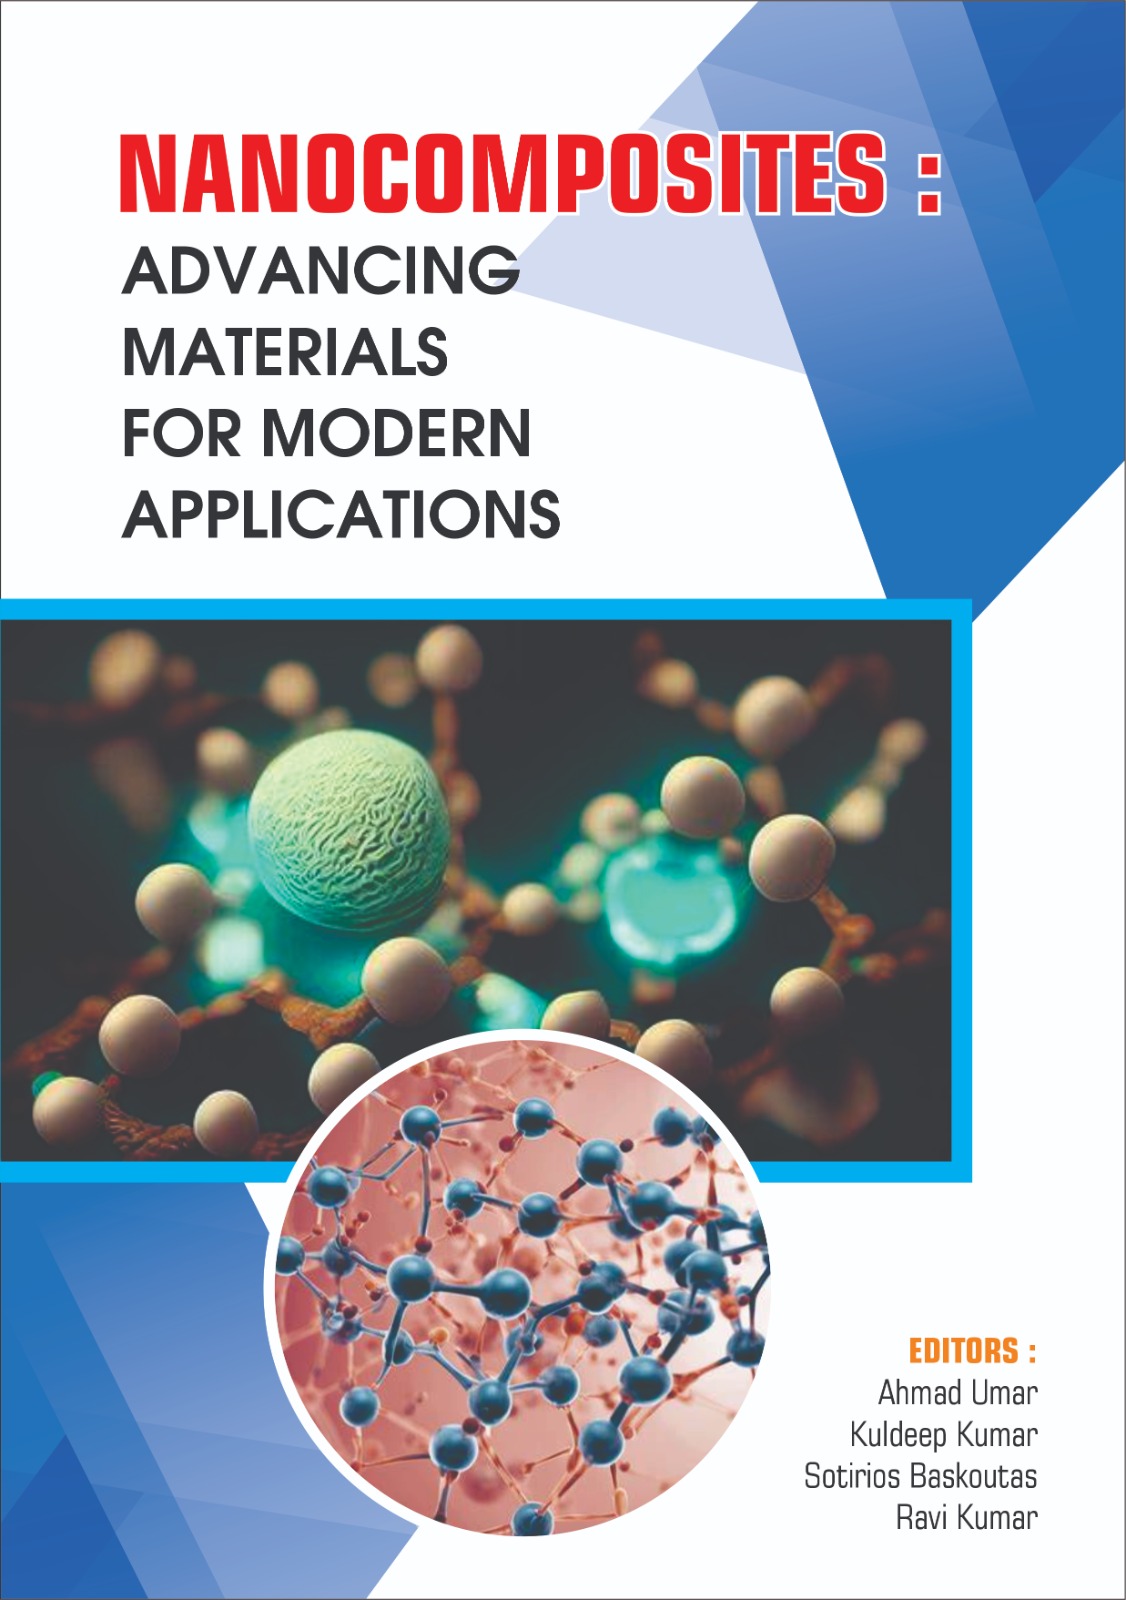 NANOCOMPOSITES :
ADVANCING
MATERIALS
FOR MODERN
APPLICATIONS
EDITORS :
Ahmad Umar
Kuldeep Kumar
Sotirios Baskoutas
Ravi Kumar